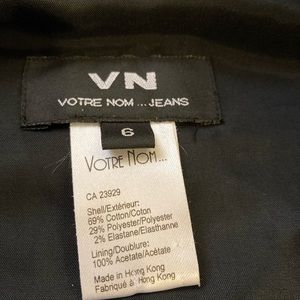 VN
VOTRE NOM...JEANS
6
VOTRE NOM...
CA 23929
Shell/Extérieur:
69% Cotton/Coton
29% Polyester/Polyester
2% Elastane/Elasthanne
Lining/Doublure:
100% Acetate/Acétate
Made in Hong Kong
Fabriqué à Hong Kong